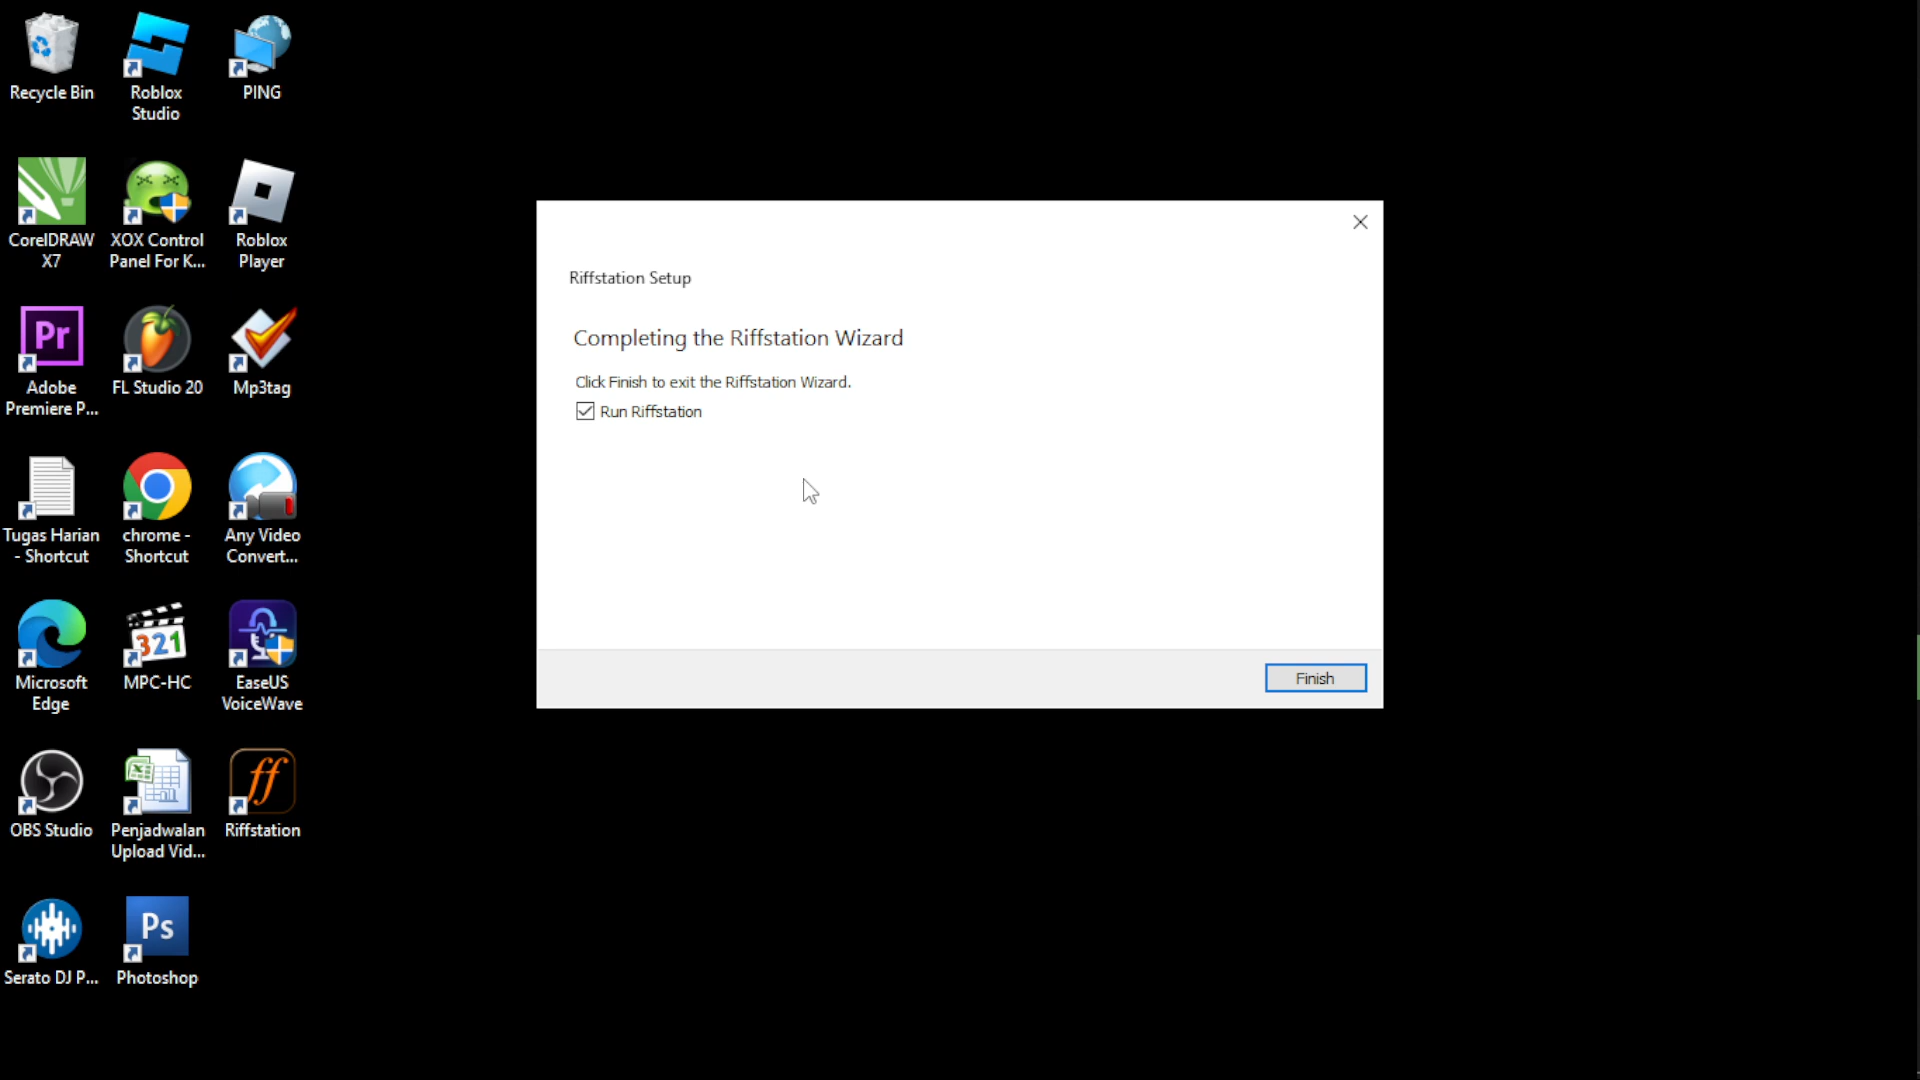 Recycle Bin
Roblox
Studio
PING
CorelDRAW
X7
XOX Control
Panel For K...
Roblox
Player
Pr
Adobe
Premiere P...
FL Studio 20
Mp3tag
Tugas Harian
- Shortcut
chrome -
Shortcut
Any Video
Convert...
Microsoft
Edge
321
MPC-HC
EaseUS
VoiceWave
OBS Studio
Penjadwalan
Upload Vid...
ff
Riffstation
Serato DJ P...
Ps
Photoshop
Riffstation Setup
Completing the Riffstation Wizard
Click Finish to exit the Riffstation Wizard.
Run Riffstation
Finish